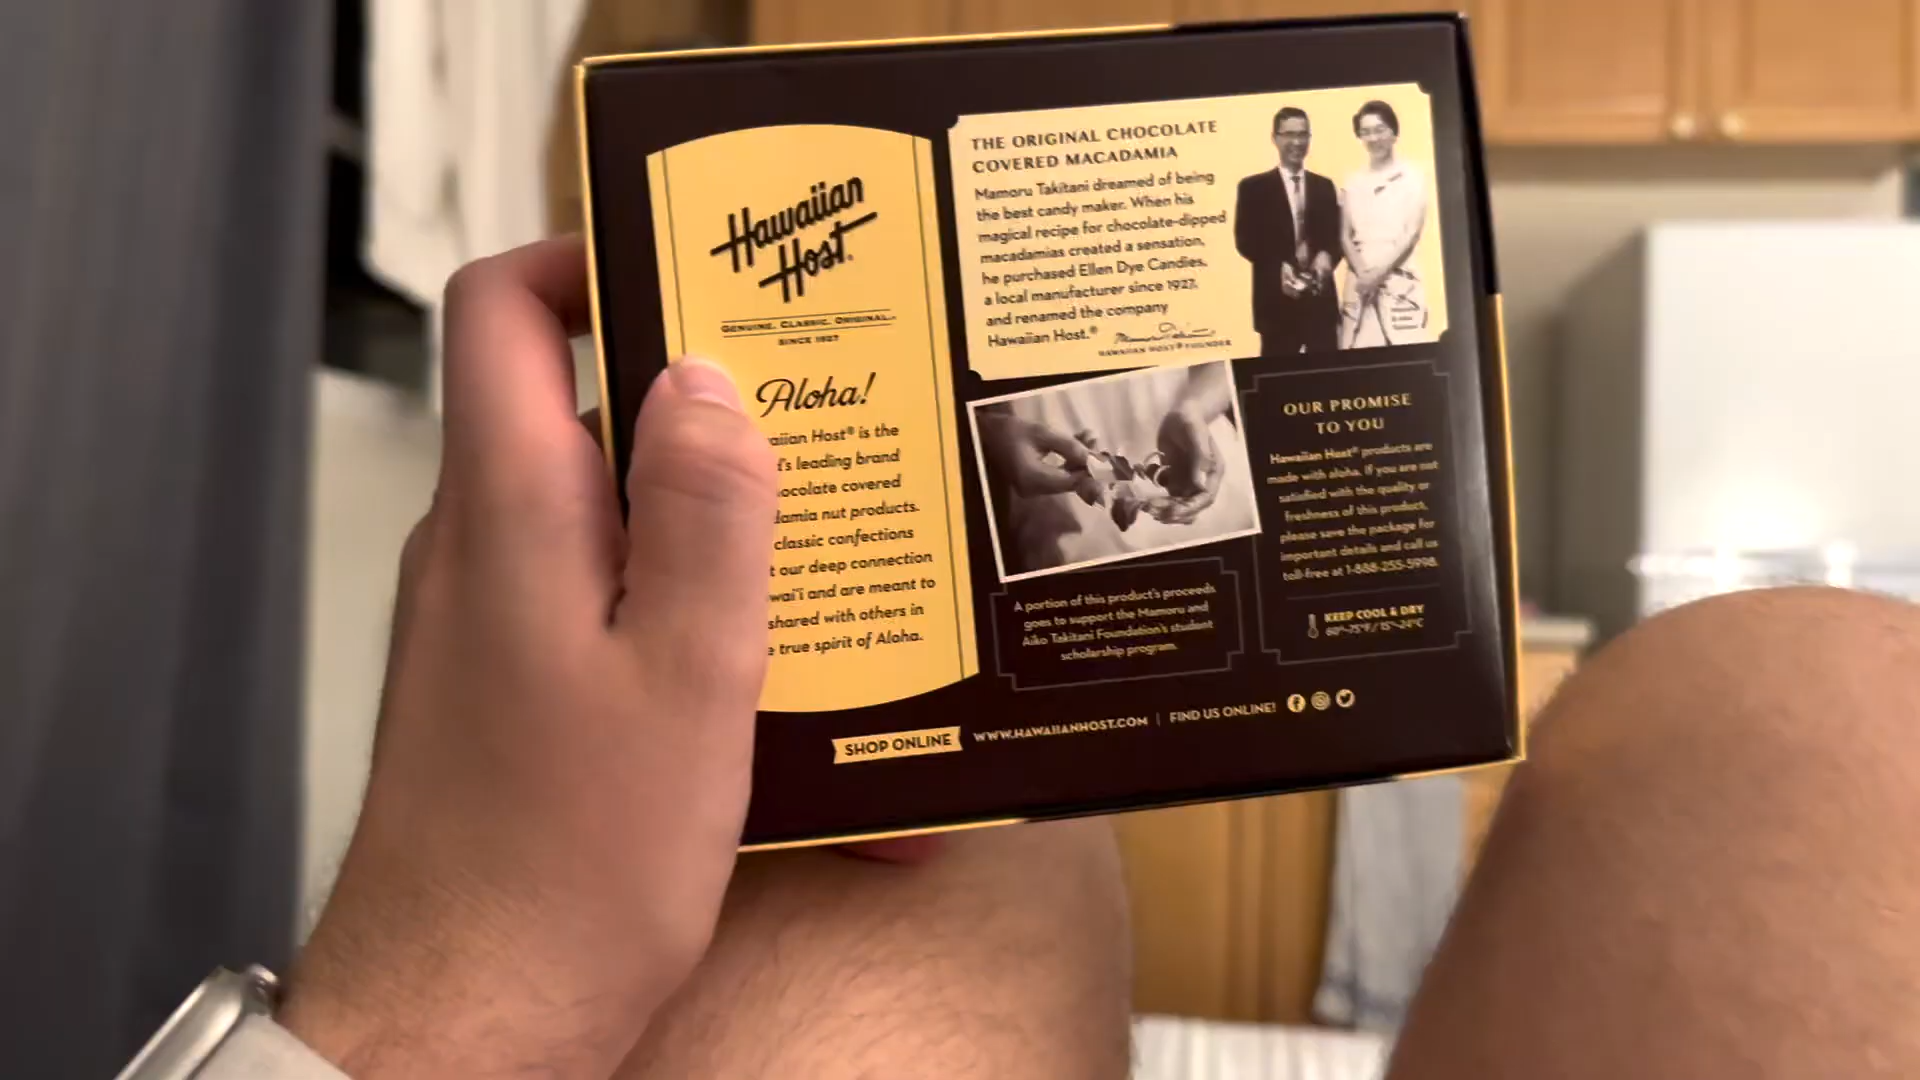 Hawaiian
Host®
GENUINE. CLASSIC. ORIGINAL.™
SINCE 1927
Aloha!
aiian Host® is the
d's leading brand
ocolate covered
damia nut products.
classic confections
t our deep connection
wai'i and are meant to
shared with others in
e true spirit of Aloha.
THE ORIGINAL CHOCOLATE
COVERED MACADAMIA
Mamoru Takitani dreamed of being
the best candy maker. When his
magical recipe for chocolate-dipped
macadamias created a sensation,
he purchased Ellen Dye Candies,
a local manufacturer since 1927,
and renamed the company
Hawaiian Host.®
HAWAIIAN HOST® FOUNDER
A portion of this product's proceeds
goes to support the Mamoru and
Aiko Takitani Foundation's student
scholarship program.
OUR PROMISE
TO YOU
Hawaiian Host® products are
made with aloha. If you are not
satisfied with the quality or
freshness of this product,
please save the package for
important details and call us
toll-free at 1-888-255-5998.
KEEP COOL & DRY
60°-75°F/15°-24°C
SHOP ONLINE WWW.HAWAIIANHOST.COM | FIND US ONLINE!